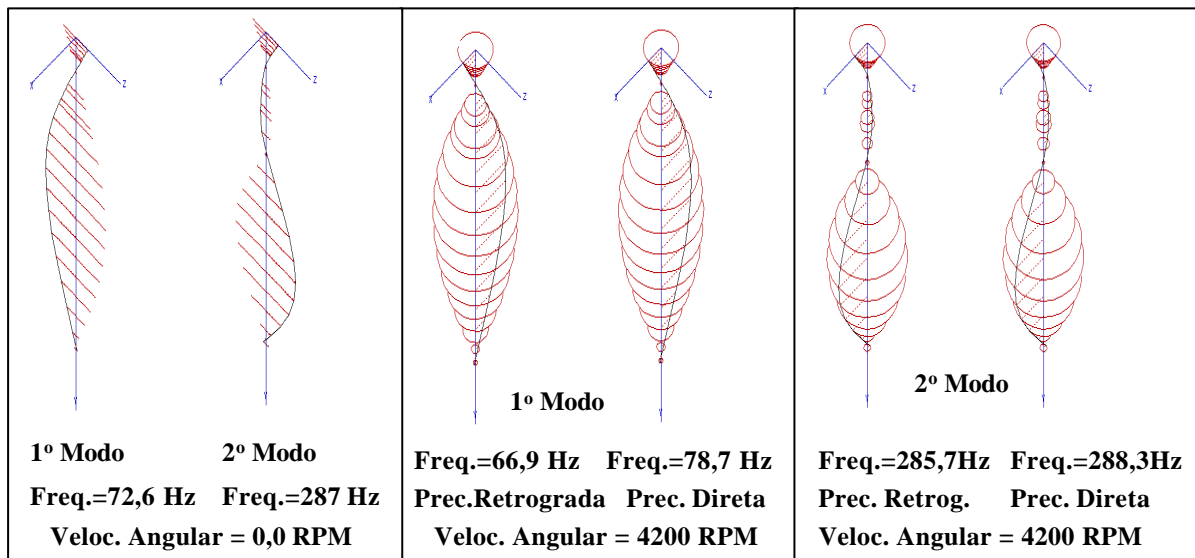 X Z
X Z
1º Modo 2º Modo
Freq.=72,6 Hz Freq.=287 Hz
Veloc. Angular = 0,0 RPM
X Z
X Z
1º Modo
Freq.=66,9 Hz Freq.=78,7 Hz
Prec.Retrograda Prec. Direta
Veloc. Angular = 4200 RPM
X Z
X Z
2º Modo
Freq.=285,7Hz Freq.=288,3Hz
Prec. Retrog. Prec. Direta
Veloc. Angular = 4200 RPM